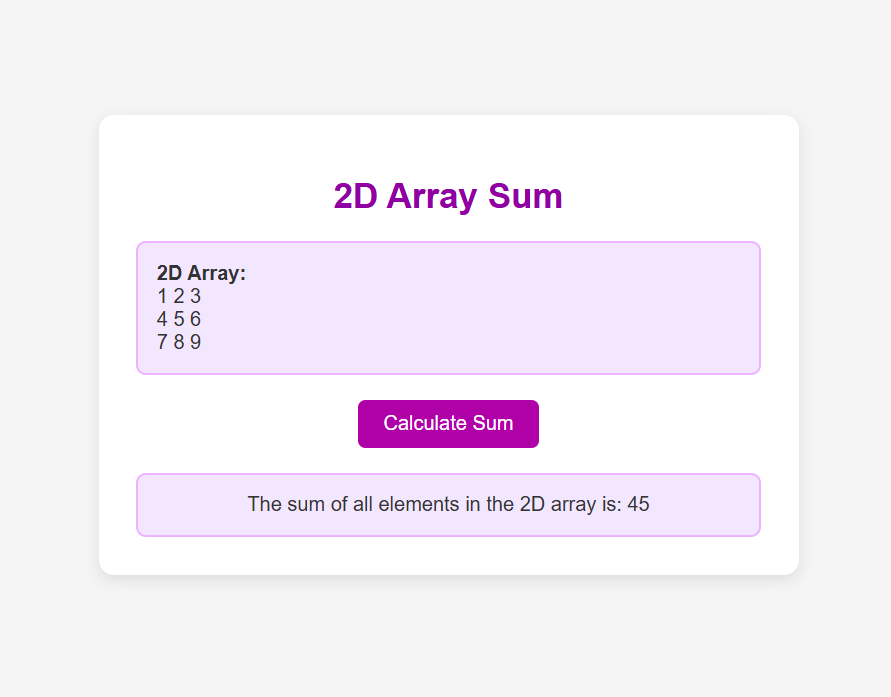 2D Array Sum
2D Array:
1 2 3
4 5 6
7 8 9
Calculate Sum
The sum of all elements in the 2D array is: 45